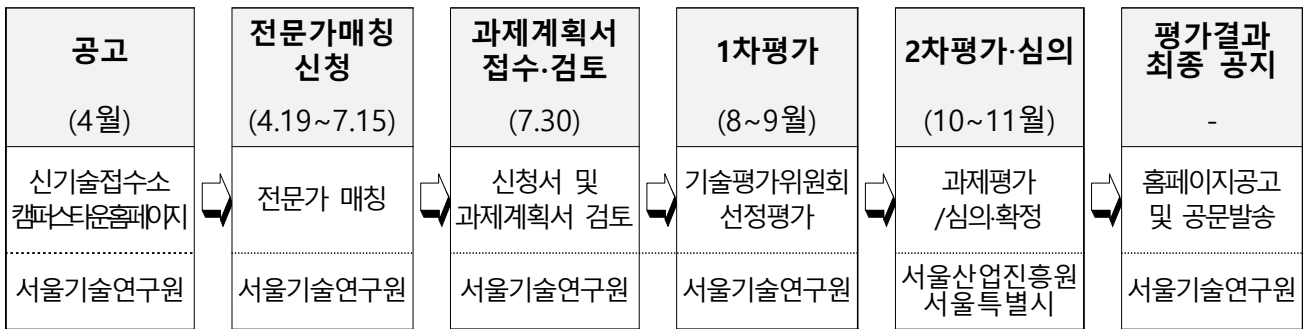 공고
(4월)
신기술접수소
캠퍼스타운홈페이지
서울기술연구원
전문가매칭
신청
(4.19~7.15)
전문가 매칭
서울기술연구원
과제계획서
접수·검토
(7.30)
신청서 및
과제계획서 검토
서울기술연구원
1차평가
(8~9월)
기술평가위원회
선정평가
서울기술연구원
2차평가·심의
(10~11월)
과제평가
/심의·확정
서울산업진흥원
서울특별시
평가결과
최종 공지
-
홈페이지공고
및 공문발송
서울기술연구원